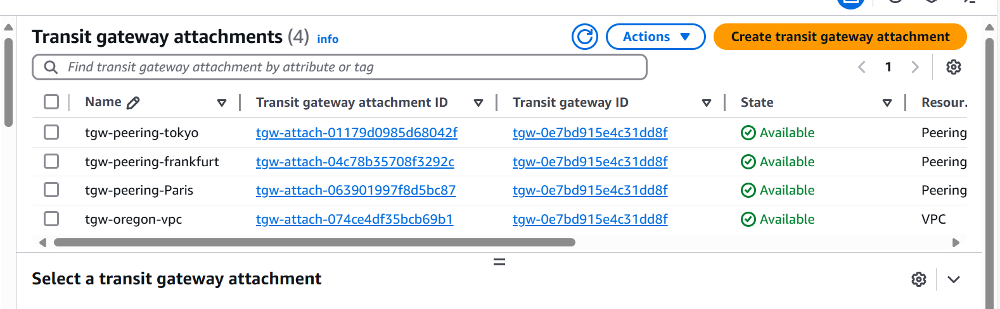 Transit gateway attachments (4) info
Actions
Create transit gateway attachment
Find transit gateway attachment by attribute or tag
1
Name Transit gateway attachment ID Transit gateway ID State Resour.
tgw-peering-tokyo tgw-attach-01179d0985d68042f tgw-0e7bd915e4c31dd8f Available Peering
tgw-peering-frankfurt tgw-attach-04c78b35708f3292c tgw-0e7bd915e4c31dd8f Available Peering
tgw-peering-Paris tgw-attach-063901997f8d5bc87 tgw-0e7bd915e4c31dd8f Available Peering
tgw-oregon-vpc tgw-attach-074ce4df35bcb69b1 tgw-0e7bd915e4c31dd8f Available VPC
Select a transit gateway attachment